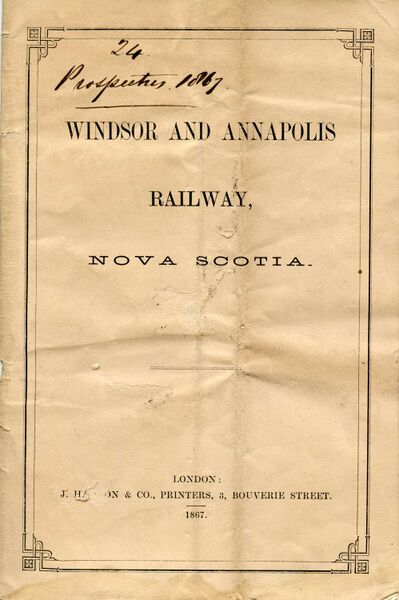 24.
Prospectus. 1867.
WINDSOR AND ANNAPOLIS
RAILWAY,
NOVA SCOTIA.
LONDON:
J. & CO., PRINTERS, 3, BOUVERIE STREET.
1867.